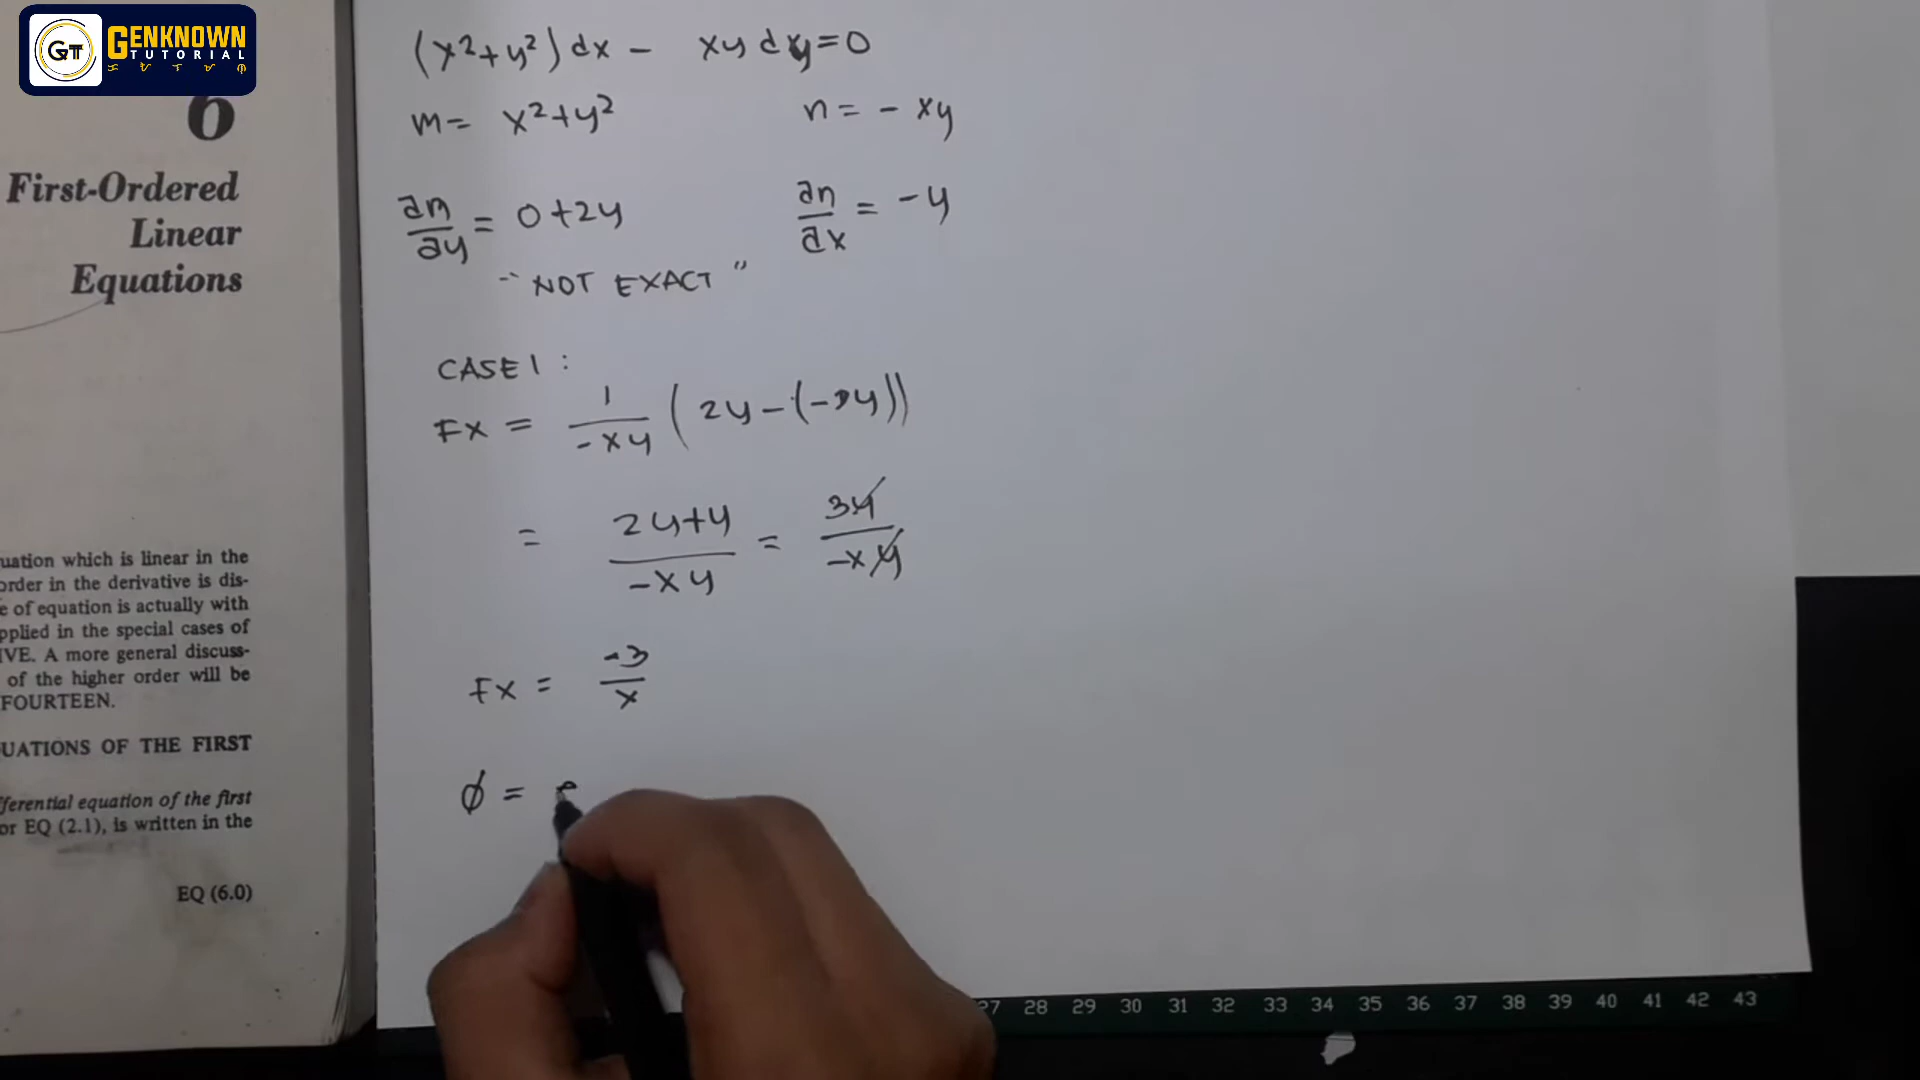 GT GENKNOWN
TUTORIAL
6
First-Ordered
Linear
Equations
uation which is linear in the
order in the derivative is dis-
e of equation is actually with
pplied in the special cases of
IVE. A more general discuss-
of the higher order will be
FOURTEEN.
UATIONS OF THE FIRST
fferential equation of the first
or EQ (2.1), is written in the
EQ (6.0)
(x²+y²)dx - xy dy=0
m= x²+y² n= - xy
∂m/∂y = 0+2y ∂n/∂x = -y
"NOT EXACT"
CASE 1 :
Fx = 1/-xy (2y-(-y))
= 2y+y/-xy = 3y/-xy
Fx = -3/x
∅ = e
27 28 29 30 31 32 33 34 35 36 37 38 39 40 41 42 43